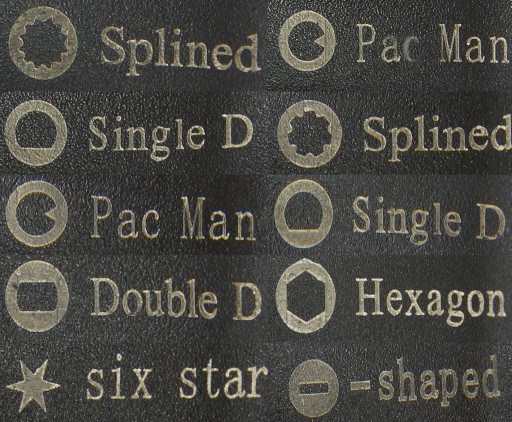 Splined
Pac Man
Single D
Splined
Pac Man
Single D
Double D
Hexagon
six star
-shaped